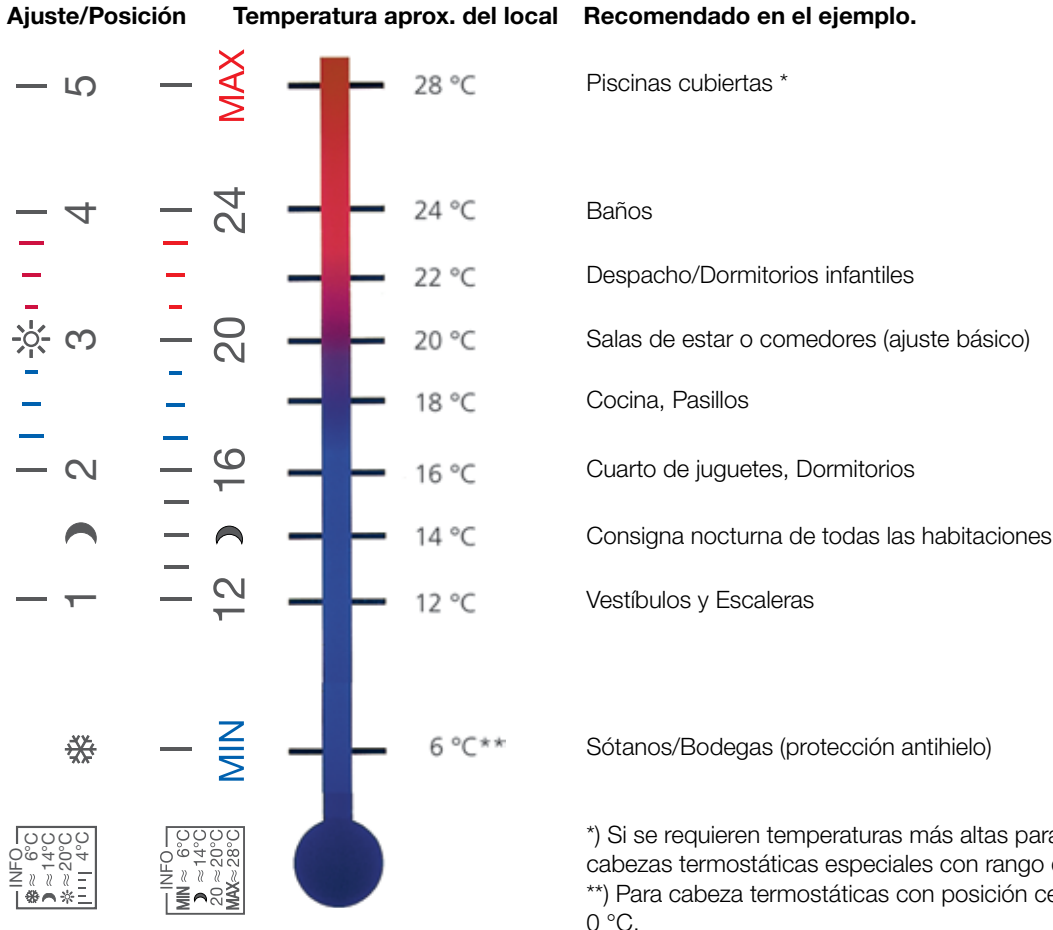 Ajuste/Posición Temperatura aprox. del local Recomendado en el ejemplo.
5 MAX 28 °C Piscinas cubiertas *
4 24 24 °C Baños
22 °C Despacho/Dormitorios infantiles
3 20 20 °C Salas de estar o comedores (ajuste básico)
18 °C Cocina, Pasillos
2 16 16 °C Cuarto de juguetes, Dormitorios
14 °C Consigna nocturna de todas las habitaciones
1 12 12 °C Vestíbulos y Escaleras
MIN 6 °C** Sótanos/Bodegas (protección antihielo)
INFO
≈ 6°C
≈ 14°C
≈ 20°C
4°C
INFO
MIN ≈ 6°C
≈ 14°C
20 ≈ 20°C
MAX ≈ 28°C
*) Si se requieren temperaturas más altas para
cabezas termostáticas especiales con rango
**) Para cabeza termostáticas con posición
0 °C.